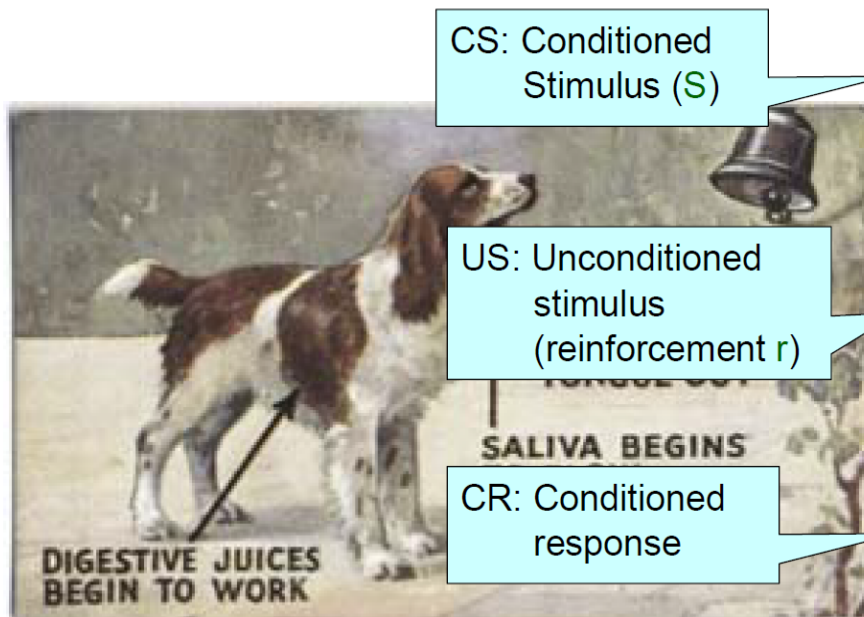 CS: Conditioned
Stimulus (S)
US: Unconditioned
stimulus
(reinforcement r)
SALIVA BEGINS
CR: Conditioned
response
DIGESTIVE JUICES
BEGIN TO WORK